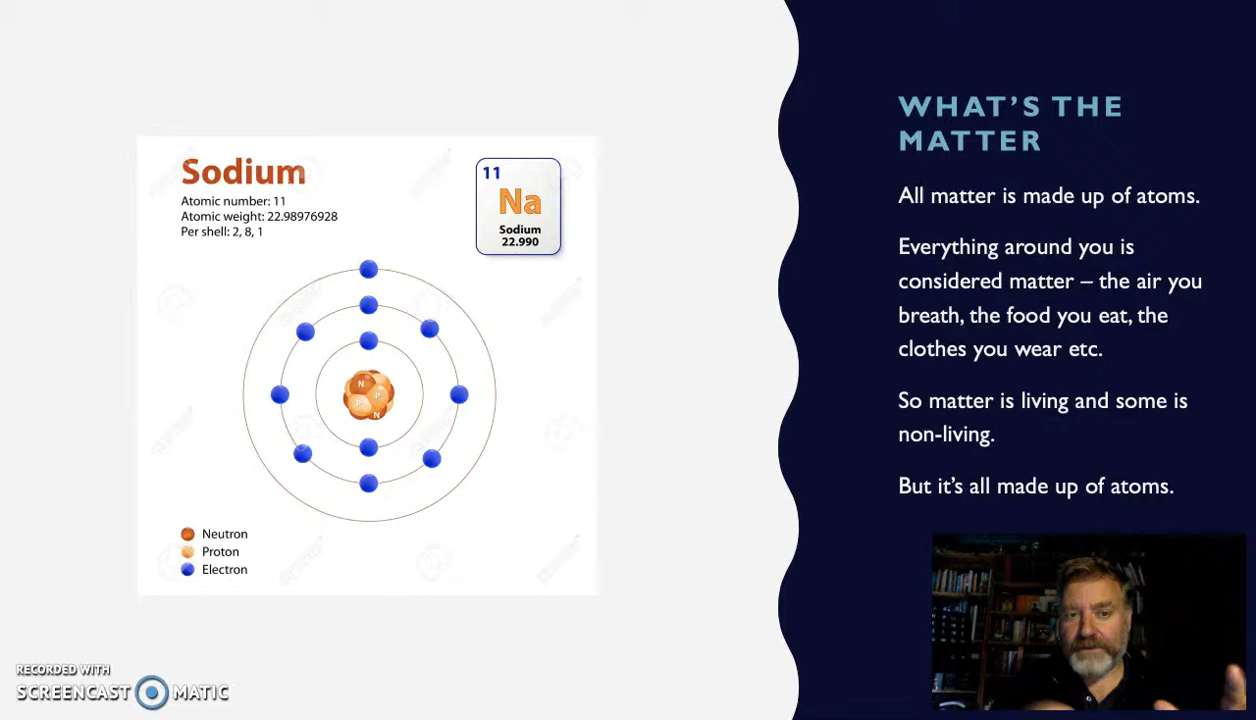 Sodium
Atomic number: 11
Atomic weight: 22.98976928
Per shell: 2, 8, 1
11
Na
Sodium
22.990
N
P
P
N
Neutron
Proton
Electron
WHAT'S THE
MATTER
All matter is made up of atoms.
Everything around you is
considered matter – the air you
breath, the food you eat, the
clothes you wear etc.
So matter is living and some is
non-living.
But it's all made up of atoms.
RECORDED WITH
SCREENCAST MATIC